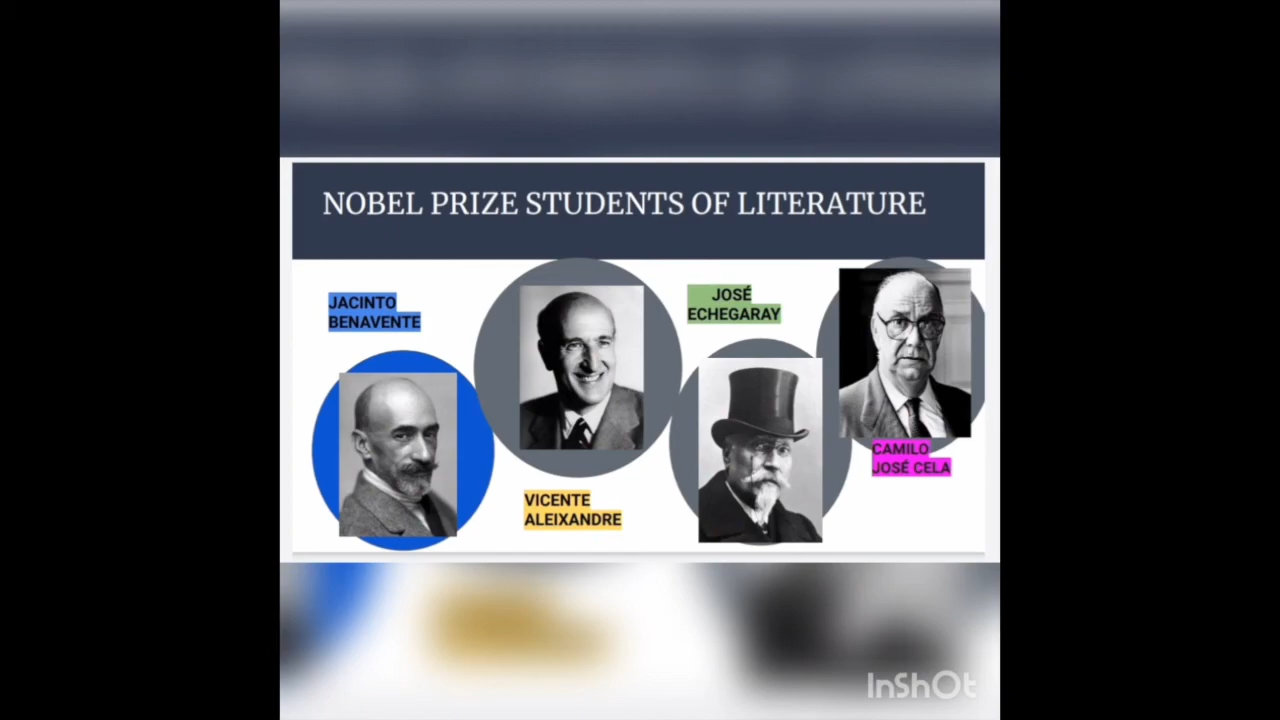 NOBEL PRIZE STUDENTS OF LITERATURE
JACINTO
BENAVENTE
VICENTE
ALEIXANDRE
JOSÉ
ECHEGARAY
CAMILO
JOSÉ CELA
InShOt